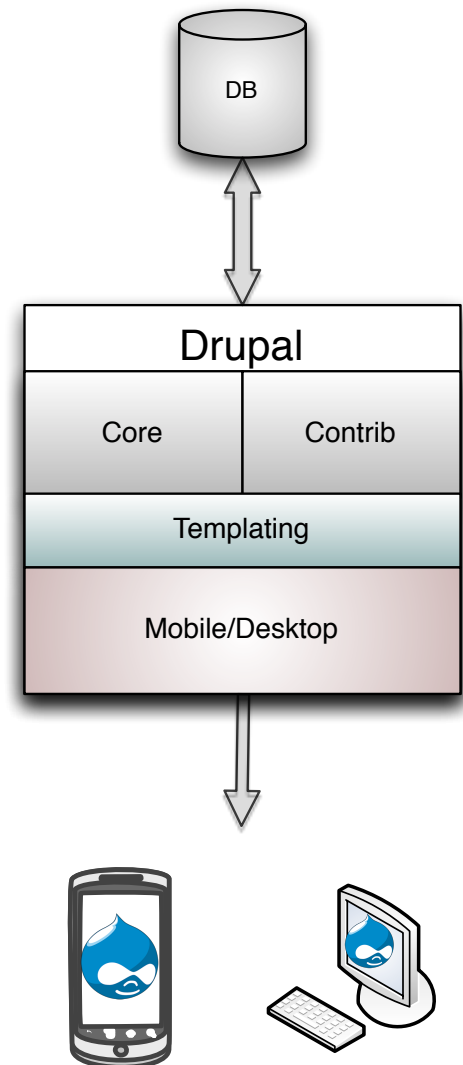 DB
Drupal
Core
Contrib
Templating
Mobile/Desktop